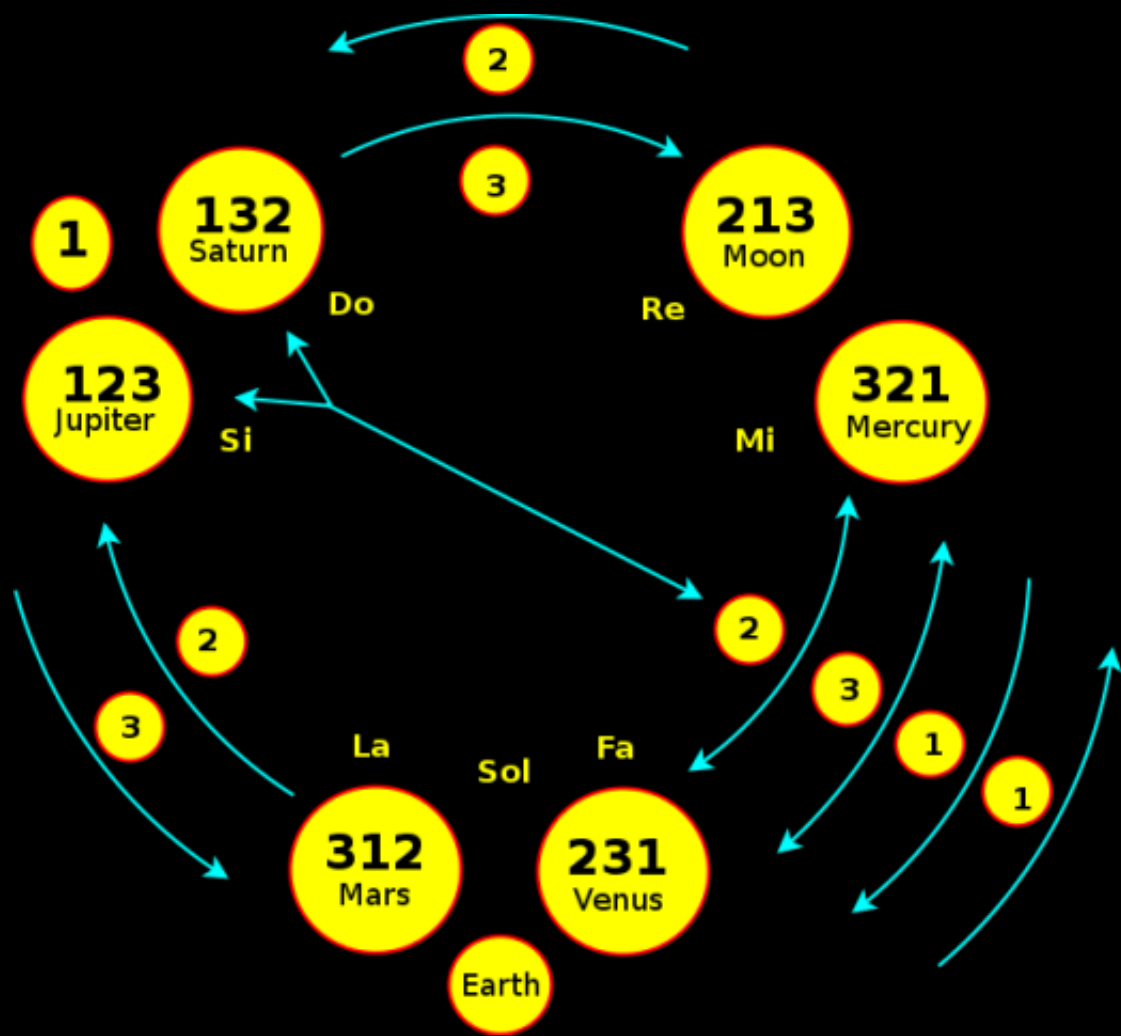 2
3
1
132
Saturn
213
Moon
Do
Re
123
Jupiter
321
Mercury
Si
Mi
2
2
3
3
1
1
La
Sol
Fa
312
Mars
231
Venus
Earth